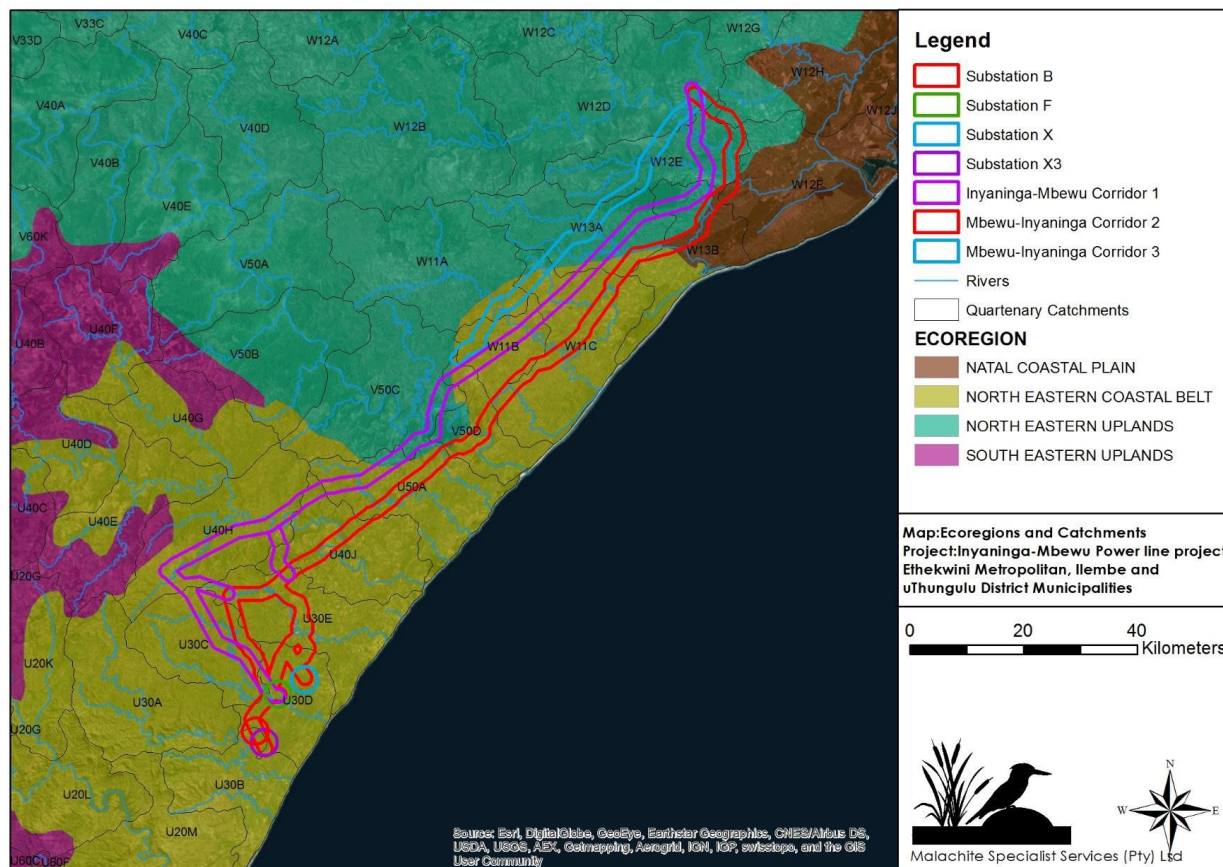 V33C
V33D
V40C
W12A
W12C
W12G
W12H
V40A
V40D
W12B
W12D
W12J
V40B
V40E
W12E
W12F
V60K
V50A
W11A
W13A
W13B
U40B
U40F
V50B
W11B
W11C
V50C
U40G
U40D
V50D
U40C
U40E
U50A
U40H
U40J
U20G
U30E
U30C
U20K
U30A
U30D
U20G
U30B
U20L
U20M
U60C
U60F
Source: Esri, DigitalGlobe, GeoEye, Earthstar Geographics, CNES/Airbus DS,
USDA, USGS, AEX, Getmapping, Aerogrid, IGN, IGP, swisstopo, and the GIS
User Community
Legend
Substation B
Substation F
Substation X
Substation X3
Inyaninga-Mbewu Corridor 1
Mbewu-Inyaninga Corridor 2
Mbewu-Inyaninga Corridor 3
Rivers
Quartenary Catchments
ECOREGION
NATAL COASTAL PLAIN
NORTH EASTERN COASTAL BELT
NORTH EASTERN UPLANDS
SOUTH EASTERN UPLANDS
Map:Ecoregions and Catchments
Project:Inyaninga-Mbewu Power line project
Ethekwini Metropolitan, Ilembe and
uThungulu District Municipalities
0 20 40
Kilometers
N
W E
S
Malachite Specialist Services (Pty) Ltd